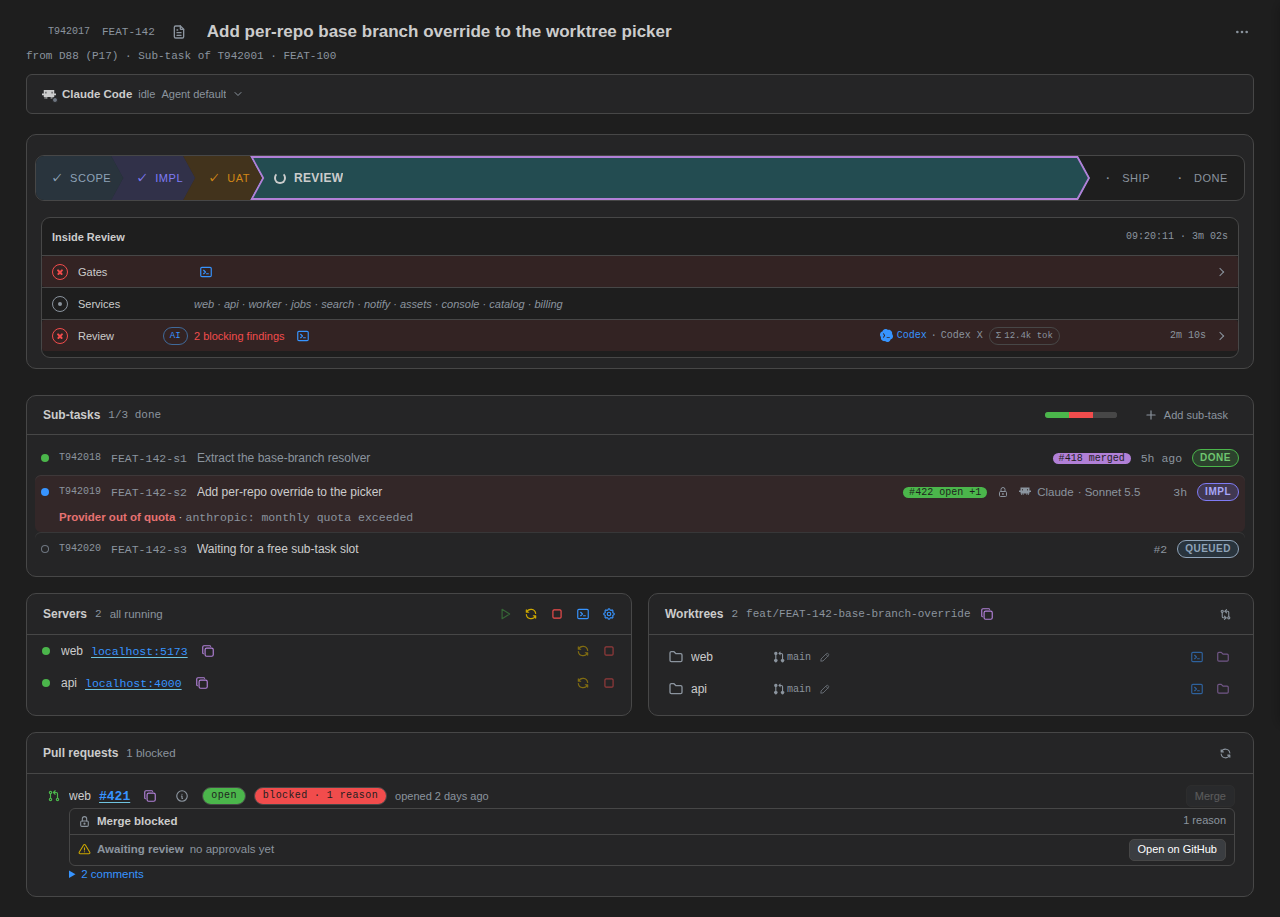 T942017 FEAT-142 Add per-repo base branch override to the worktree picker
from D88 (P17) · Sub-task of T942001 · FEAT-100
Claude Code idle Agent default
SCOPE IMPL UAT REVIEW SHIP DONE
Inside Review 09:20:11 · 3m 02s
Gates
Services web · api · worker · jobs · search · notify · assets · console · catalog · billing
Review AI 2 blocking findings Codex · Codex X Σ 12.4k tok 2m 10s
Sub-tasks 1/3 done Add sub-task
T942018 FEAT-142-s1 Extract the base-branch resolver #418 merged 5h ago DONE
T942019 FEAT-142-s2 Add per-repo override to the picker #422 open +1 Claude · Sonnet 5.5 3h IMPL
Provider out of quota · anthropic: monthly quota exceeded
T942020 FEAT-142-s3 Waiting for a free sub-task slot #2 QUEUED
Servers 2 all running
web localhost:5173
api localhost:4000
Worktrees 2 feat/FEAT-142-base-branch-override
web main
api main
Pull requests 1 blocked
web #421 open blocked · 1 reason opened 2 days ago Merge
Merge blocked 1 reason
Awaiting review no approvals yet Open on GitHub
2 comments